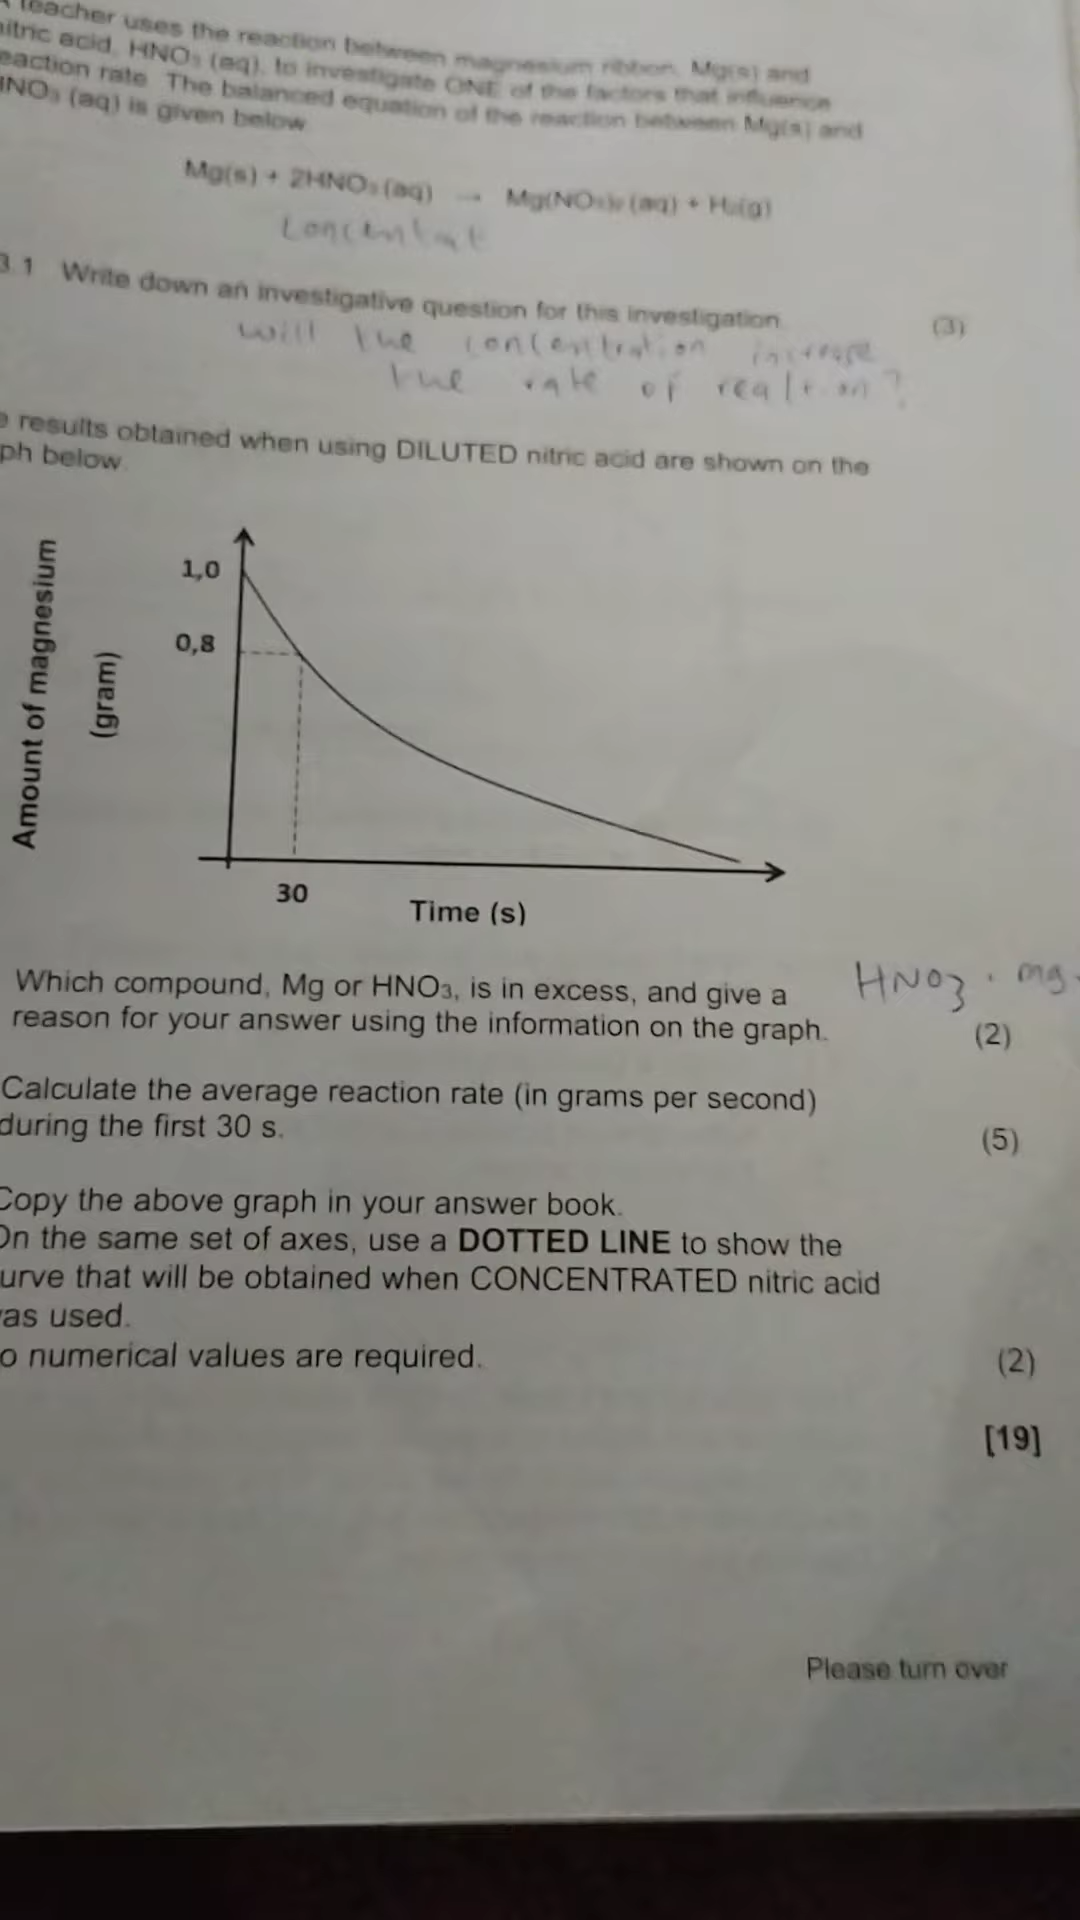 teacher uses the reaction between magnesium ribbon, Mg(s) and
nitric acid, HNO₃ (aq), to investigate ONE of the factors that influence
eaction rate. The balanced equation of the reaction between Mg(s) and
HNO₃ (aq) is given below.
Mg(s) + 2HNO₃ (aq) → Mg(NO₃)₂ (aq) + H₂(g)
Concentrat
3.1 Write down an investigative question for this investigation. (3)
will the concentration increase
the rate of reaction?
e results obtained when using DILUTED nitric acid are shown on the
ph below.
Amount of magnesium
(gram)
1,0
0,8
30
Time (s)
Which compound, Mg or HNO₃, is in excess, and give a
reason for your answer using the information on the graph. (2)
HNO3 . mg.
Calculate the average reaction rate (in grams per second)
during the first 30 s. (5)
Copy the above graph in your answer book.
On the same set of axes, use a DOTTED LINE to show the
urve that will be obtained when CONCENTRATED nitric acid
as used.
o numerical values are required. (2)
[19]
Please turn over